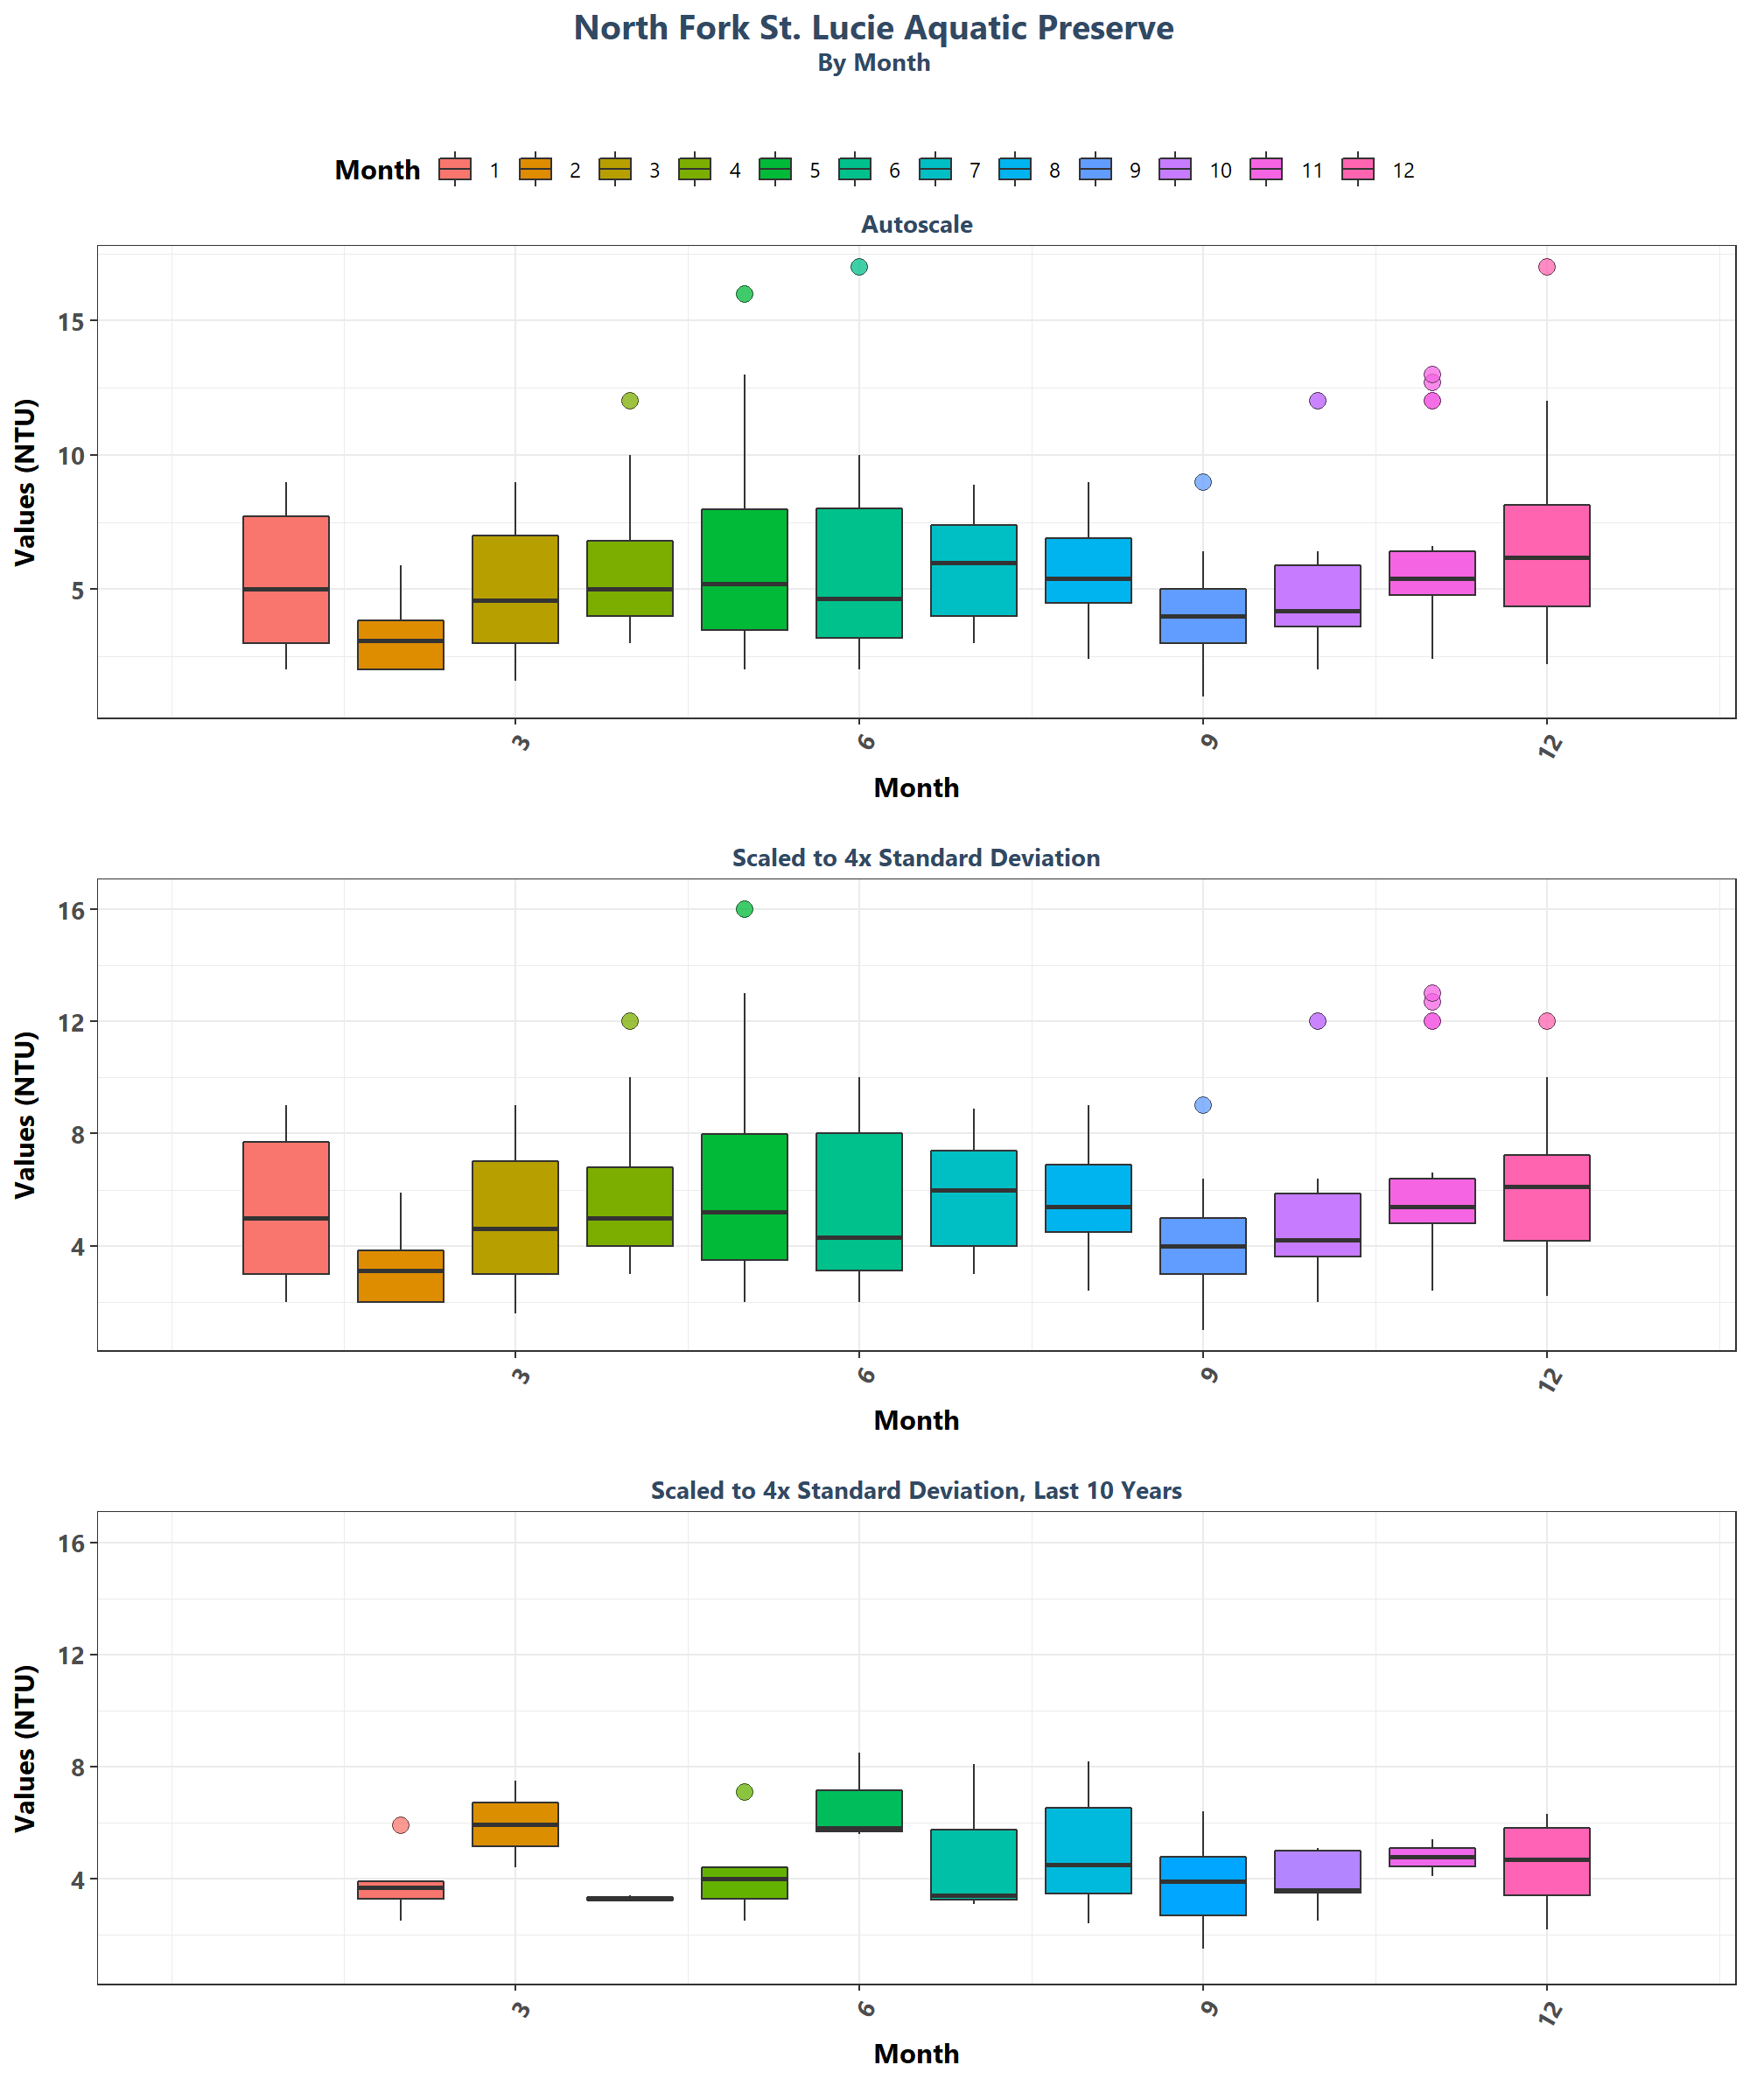 North Fork St. Lucie Aquatic Preserve
By Month
Month 1 2 3 4 5 6 7 8 9 10 11 12
Autoscale
Values (NTU)
15
10
5
3 6 9 12
Month
Scaled to 4x Standard Deviation
Values (NTU)
16
12
8
4
3 6 9 12
Month
Scaled to 4x Standard Deviation, Last 10 Years
Values (NTU)
16
12
8
4
3 6 9 12
Month